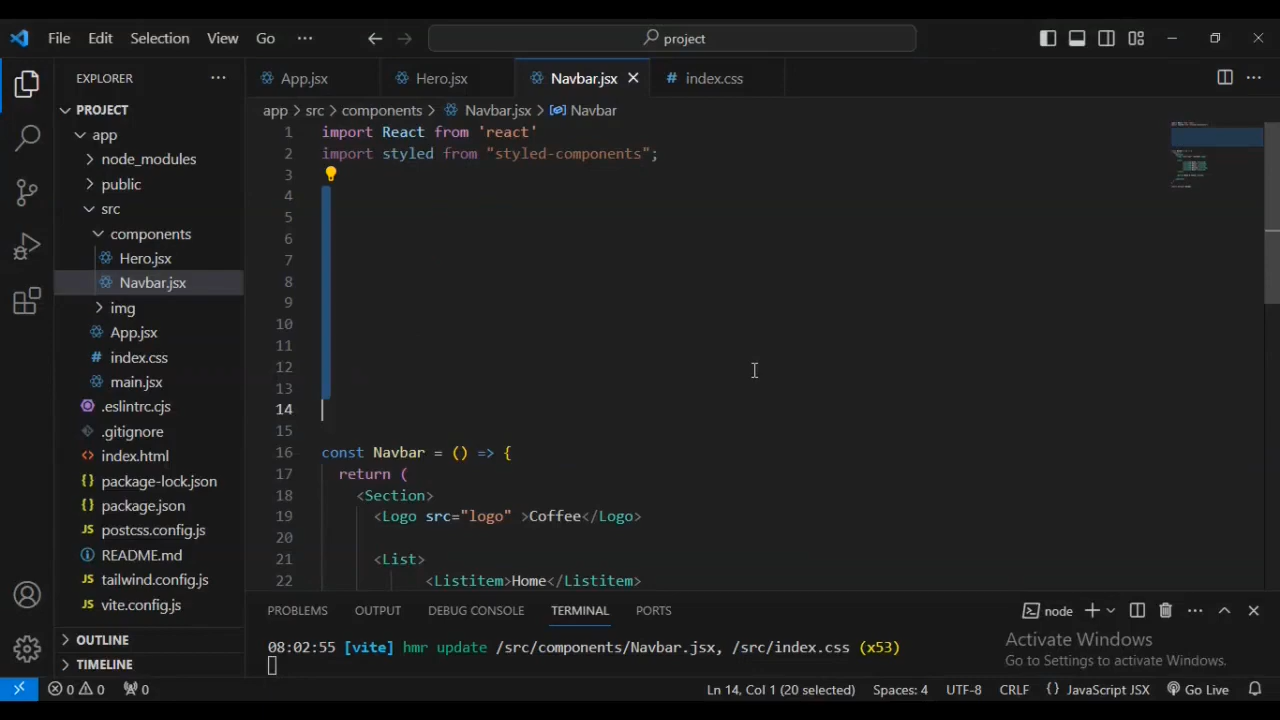 File Edit Selection View Go ··· project
EXPLORER ···
App.jsx Hero.jsx Navbar.jsx # index.css ···
PROJECT
app > src > components > Navbar.jsx > Navbar
app
node_modules
public
src
components
Hero.jsx
Navbar.jsx
img
App.jsx
# index.css
main.jsx
.eslintrc.cjs
.gitignore
<> index.html
{} package-lock.json
{} package.json
JS postcss.config.js
README.md
JS tailwind.config.js
JS vite.config.js
OUTLINE
TIMELINE
1 import React from 'react'
2 import styled from "styled-components";
3
4
5
6
7
8
9
10
11
12
13
14
15
16 const Navbar = () => {
17 return (
18 <Section>
19 <Logo src="logo" >Coffee</Logo>
20
21 <List>
22 <Listitem>Home</Listitem>
PROBLEMS OUTPUT DEBUG CONSOLE TERMINAL PORTS node ···
08:02:55 [vite] hmr update /src/components/Navbar.jsx, /src/index.css (x53)
Activate Windows
Go to Settings to activate Windows.
0 0 0 Ln 14, Col 1 (20 selected) Spaces: 4 UTF-8 CRLF {} JavaScript JSX Go Live